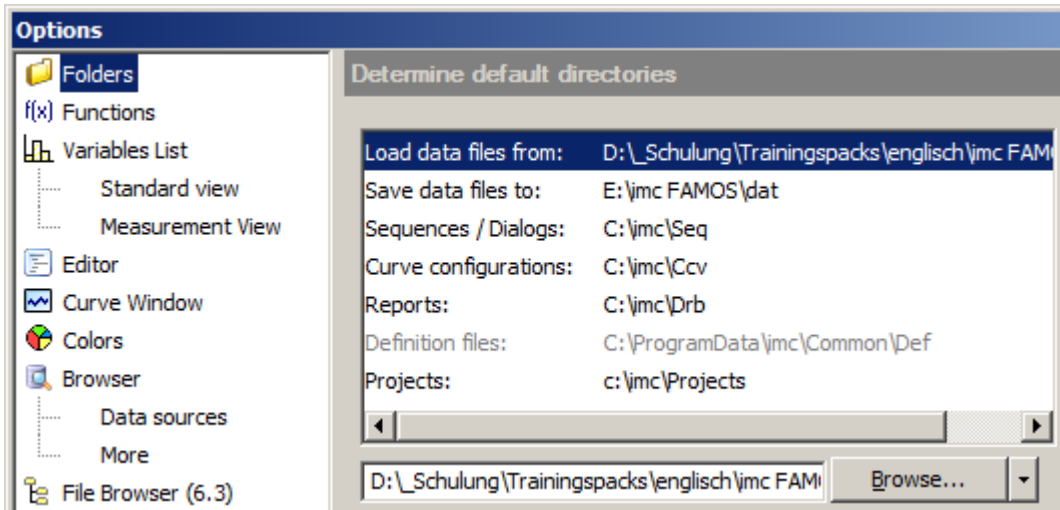 Options
Folders
f(x) Functions
Variables List
Standard view
Measurement View
Editor
Curve Window
Colors
Browser
Data sources
More
File Browser (6.3)
Determine default directories
Load data files from: D:\_Schulung\Trainingspacks\englisch\imc FAM
Save data files to: E:\imc FAMOS\dat
Sequences / Dialogs: C:\imc\Seq
Curve configurations: C:\imc\Ccv
Reports: C:\imc\Drb
Definition files: C:\ProgramData\imc\Common\Def
Projects: c:\imc\Projects
D:\_Schulung\Trainingspacks\englisch\imc FAM Browse...